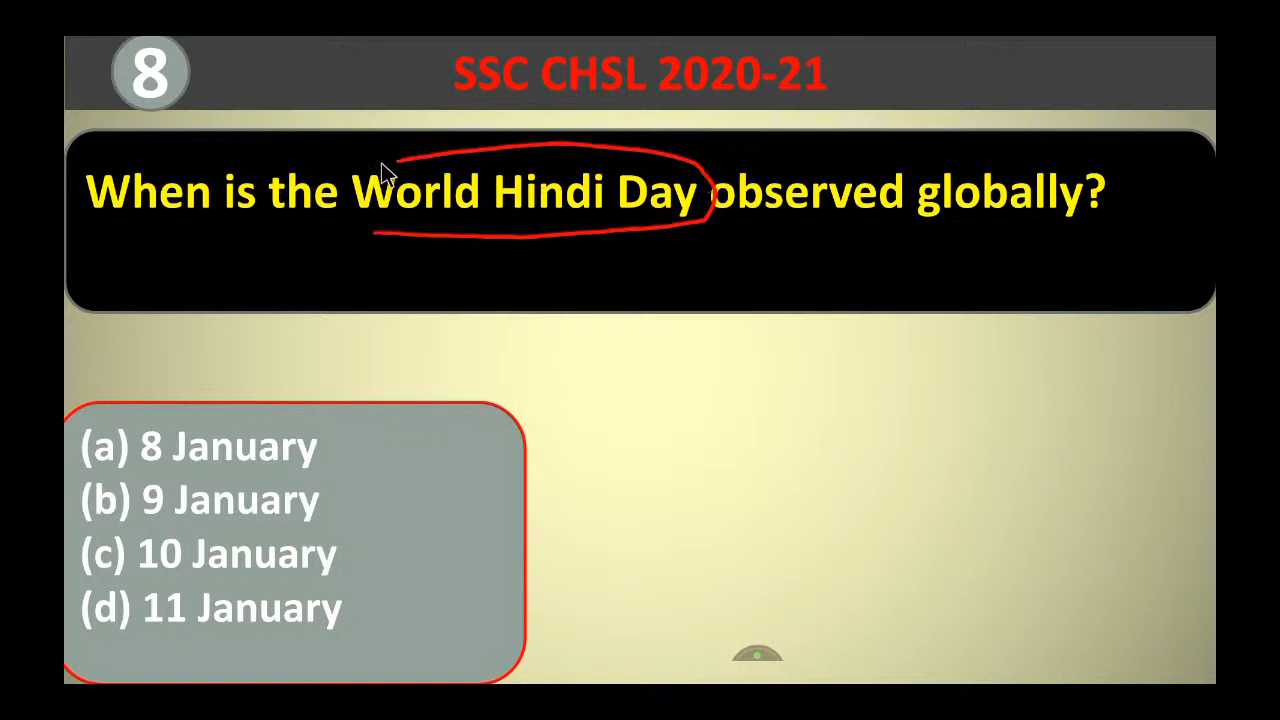 8
SSC CHSL 2020-21
When is the World Hindi Day observed globally?
(a) 8 January
(b) 9 January
(c) 10 January
(d) 11 January